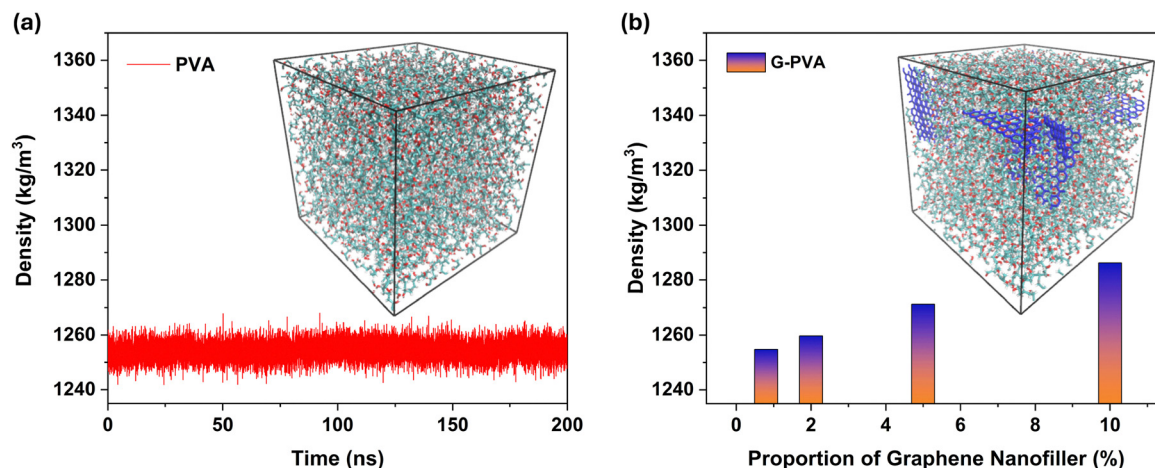 (a)
PVA
1360
1340
1320
1300
1280
1260
1240
Density (kg/m³)
0 50 100 150 200
Time (ns)
(b)
G-PVA
1360
1340
1320
1300
1280
1260
1240
Density (kg/m³)
0 2 4 6 8 10
Proportion of Graphene Nanofiller (%)